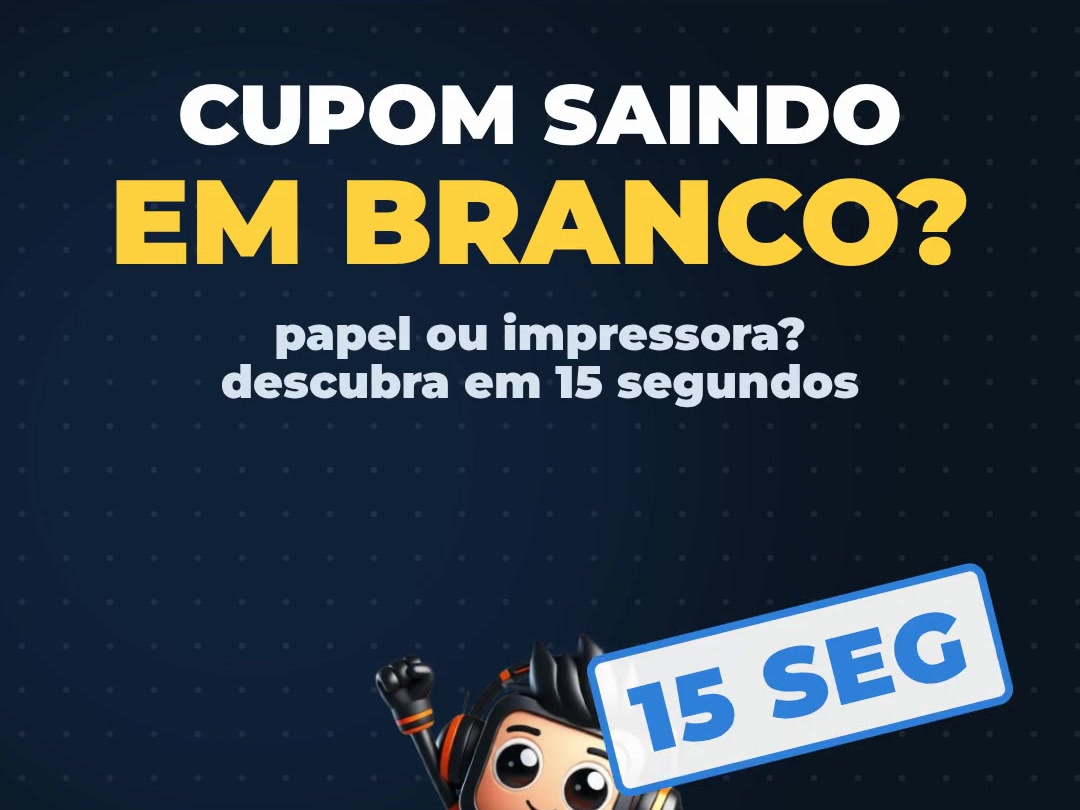 CUPOM SAINDO
EM BRANCO?
papel ou impressora?
descubra em 15 segundos
15 SEG